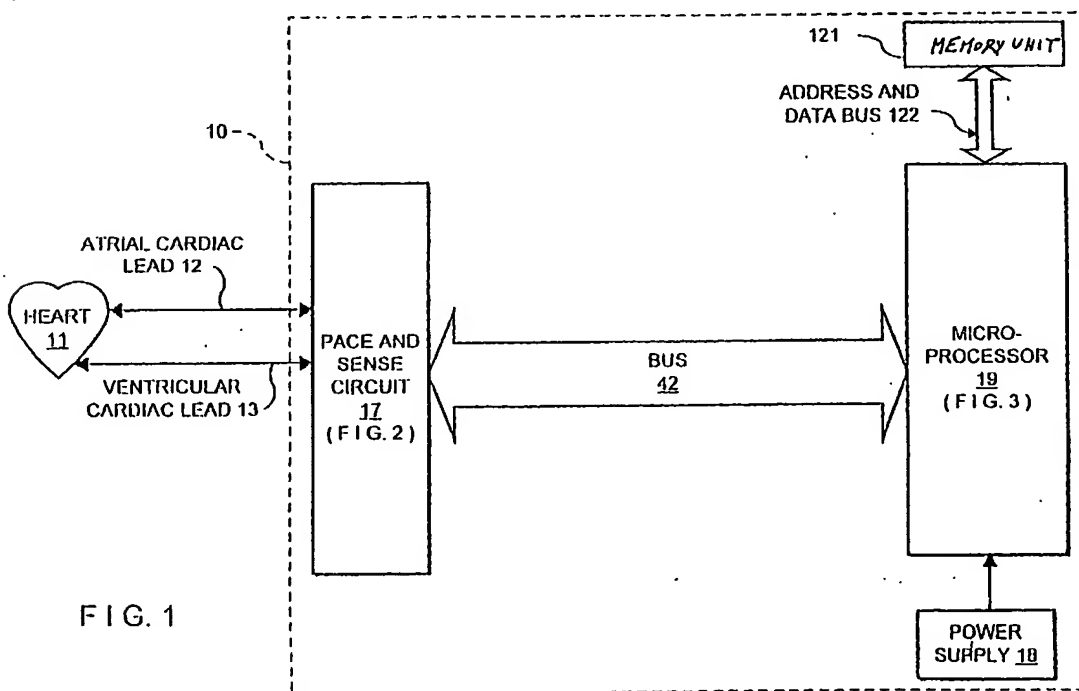 121
MEMORY UNIT
ADDRESS AND
DATA BUS 122
10
ATRIAL CARDIAC
LEAD 12
HEART
11
VENTRICULAR
CARDIAC LEAD 13
PACE AND
SENSE
CIRCUIT
17
(FIG. 2)
BUS
42
MICRO-
PROCESSOR
19
(FIG. 3)
POWER
SUPPLY 18
FIG. 1